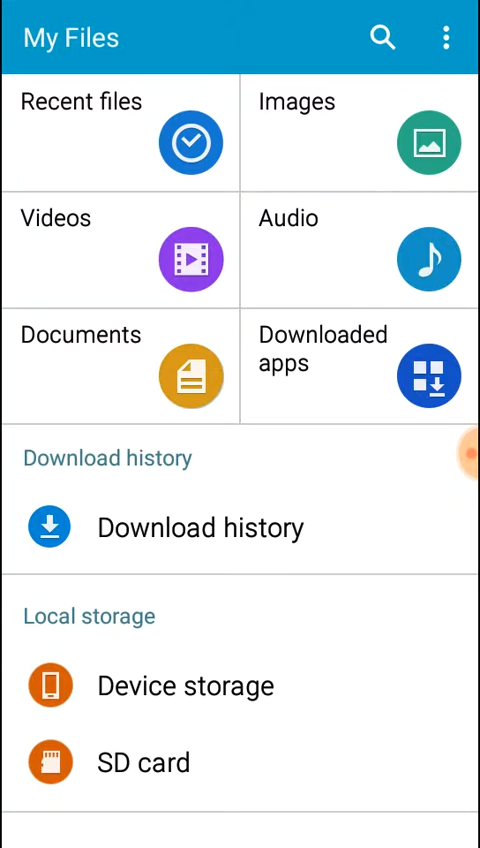 My Files
Recent files
Images
Videos
Audio
Documents
Downloaded
apps
Download history
Download history
Local storage
Device storage
SD card